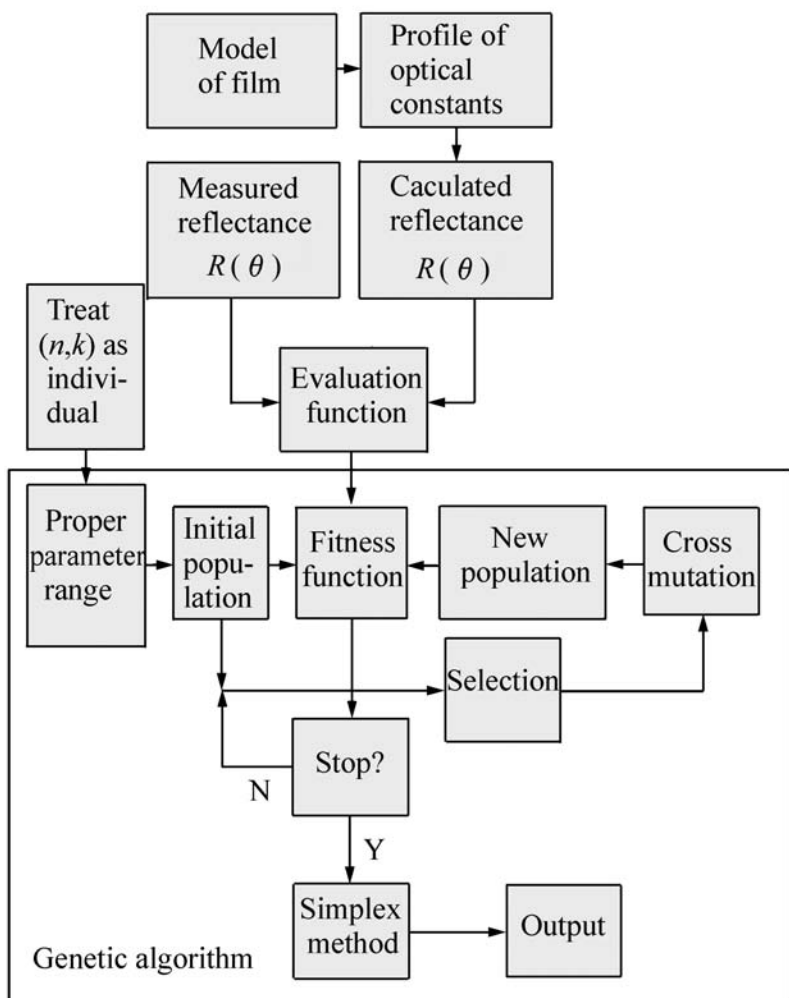 Model
of film
Profile of
optical
constants
Measured
reflectance
R(θ)
Caculated
reflectance
R(θ)
Treat
(n,k) as
indivi-
dual
Evaluation
function
Proper
parameter
range
Initial
popu-
lation
Fitness
function
New
population
Cross
mutation
Selection
Stop?
N
Y
Simplex
method
Output
Genetic algorithm